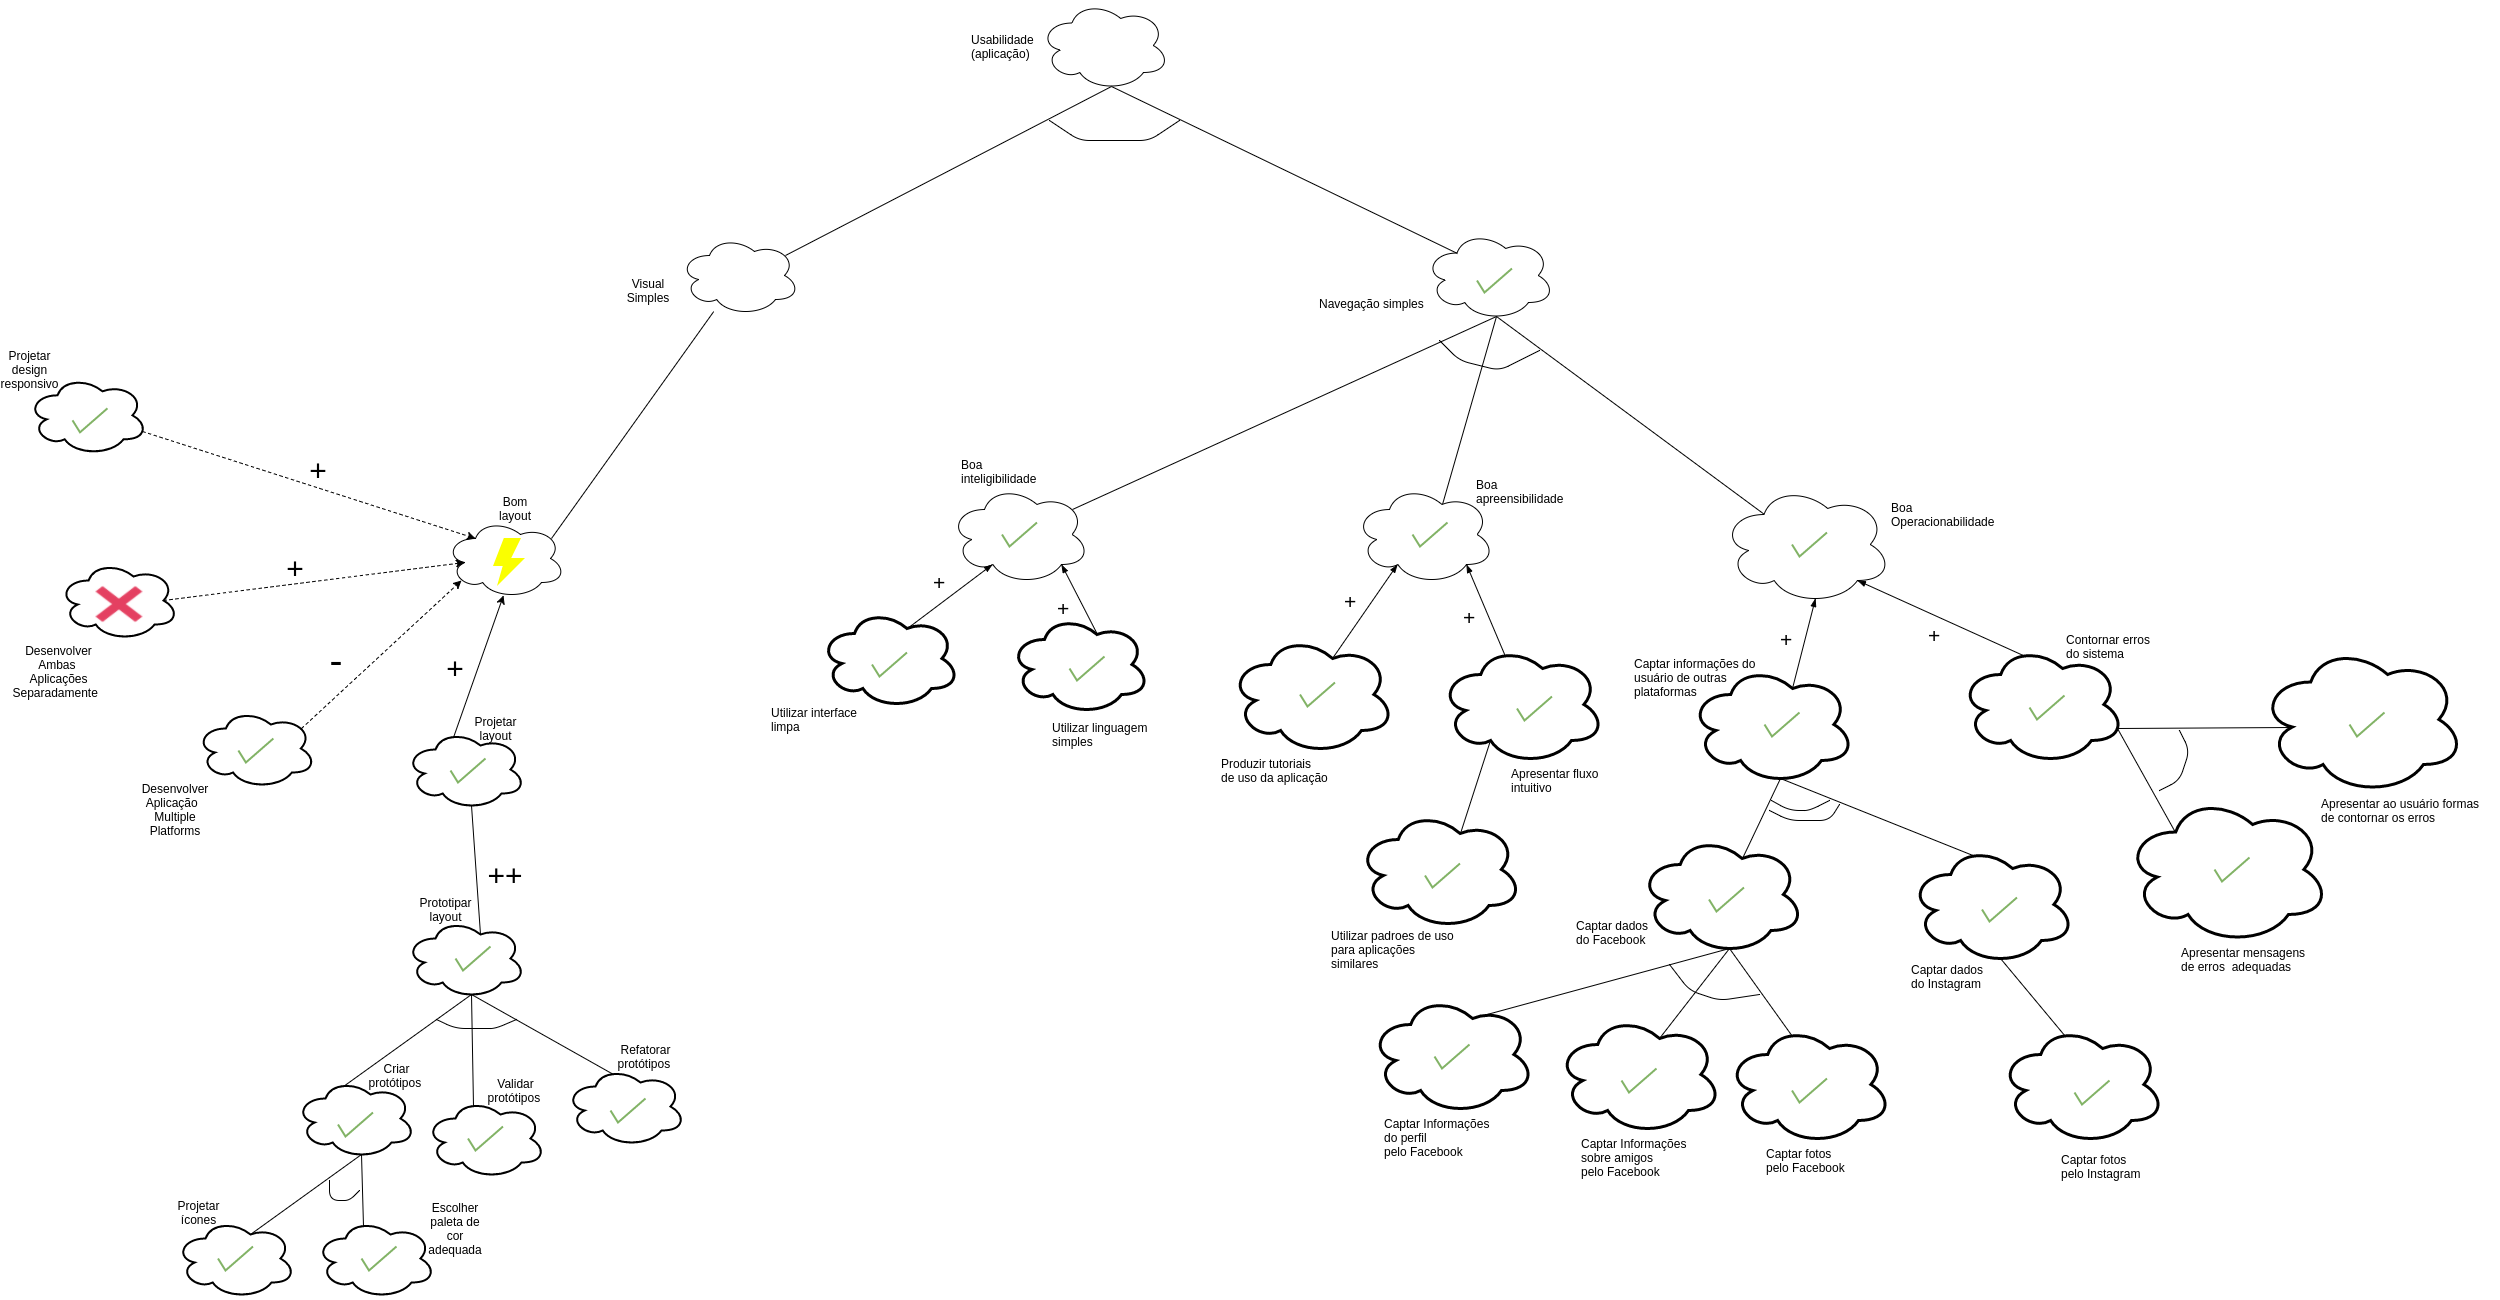 Usabilidade
(aplicação)
Visual
Simples
Navegação simples
Projetar
design
responsivo
+
Bom
layout
Boa
inteligibilidade
Boa
apreensibilidade
Boa
Operacionabilidade
+
Desenvolver
Ambas
Aplicações
Separadamente
-
+
Desenvolver
Aplicação
Multiple
Platforms
Projetar
layout
++
Prototipar
layout
Criar
protótipos
Validar
protótipos
Refatorar
protótipos
Projetar
ícones
Escolher
paleta de
cor
adequada
+
+
Utilizar interface
limpa
Utilizar linguagem
simples
+
+
Produzir tutoriais
de uso da aplicação
Apresentar fluxo
intuitivo
Utilizar padroes de uso
para aplicações
similares
+
+
Captar informações do
usuário de outras
plataformas
Contornar erros
do sistema
Apresentar ao usuário formas
de contornar os erros
Apresentar mensagens
de erros adequadas
Captar dados
do Facebook
Captar dados
do Instagram
Captar Informações
do perfil
pelo Facebook
Captar Informações
sobre amigos
pelo Facebook
Captar fotos
pelo Facebook
Captar fotos
pelo Instagram